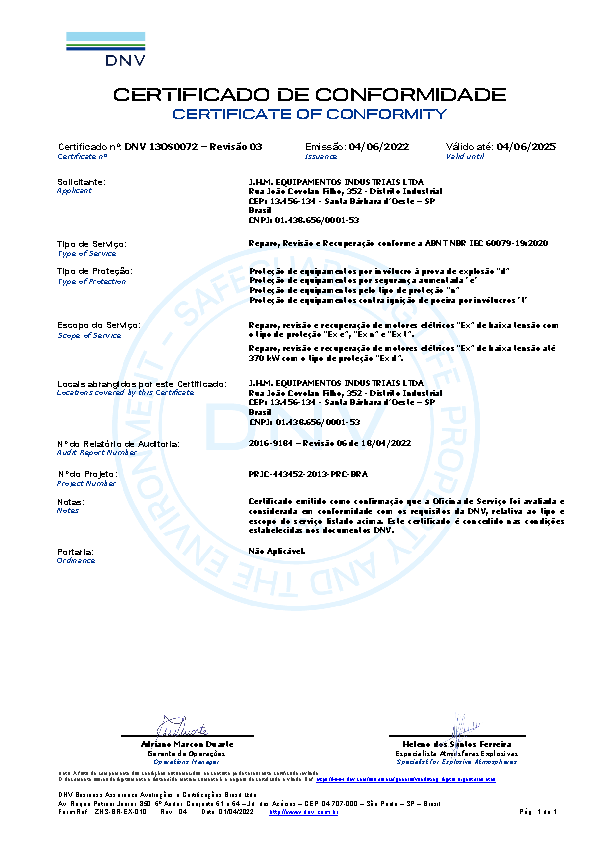 DNV
CERTIFICADO DE CONFORMIDADE
CERTIFICATE OF CONFORMITY
Certificado nº: DNV 13OS0072 – Revisão 03 Emissão: 04/06/2022 Válido até: 04/06/2025
Certificate nº Issuance Valid until
Solicitante: J.H.M. EQUIPAMENTOS INDUSTRIAIS LTDA
Applicant Rua João Covolan Filho, 352 - Distrito Industrial
CEP: 13.456-134 - Santa Bárbara d’Oeste – SP
Brasil
CNPJ: 01.438.656/0001-53
Tipo de Serviço: Reparo, Revisão e Recuperação conforme a ABNT NBR IEC 60079-19:2020
Type of Service
Tipo de Proteção: Proteção de equipamentos por invólucro à prova de explosão “d”
Type of Protection Proteção de equipamentos por segurança aumentada “e”
Proteção de equipamentos pelo tipo de proteção “n”
Proteção de equipamentos contra ignição de poeira por invólucros “t”
Escopo do Serviço: Reparo, revisão e recuperação de motores elétricos “Ex” de baixa tensão com
Scope of Service o tipo de proteção “Ex e”, “Ex n” e “Ex t”.
Reparo, revisão e recuperação de motores elétricos “Ex” de baixa tensão até
370 kW com o tipo de proteção “Ex d”.
Locais abrangidos por este Certificado: J.H.M. EQUIPAMENTOS INDUSTRIAIS LTDA
Locations covered by this Certificate Rua João Covolan Filho, 352 - Distrito Industrial
CEP: 13.456-134 - Santa Bárbara d’Oeste – SP
Brasil
CNPJ: 01.438.656/0001-53
Nº do Relatório de Auditoria: 2016-9184 – Revisão 06 de 18/04/2022
Audit Report Number
Nº do Projeto: PRJC-443452-2013-PRC-BRA
Project Number
Notas: Certificado emitido como confirmação que a Oficina de Serviço foi avaliada e
Notes considerada em conformidade com os requisitos da DNV, relativa ao tipo e
escopo do serviço listado acima. Este certificado é concedido nas condições
estabelecidas nos documentos DNV.
Portaria: Não Aplicável.
Ordinance
SAFEGUARDING LIFE, PROPERTY AND THE ENVIRONMENT –
DNV
Adriano Marcon Duarte Heleno dos Santos Ferreira
Gerente de Operações Especialista Atmosferas Explosivas
Operations Manager Specialist for Explosive Atmospheres
DNV Business Assurance Avaliações e Certificações Brasil Ltda
Av. Roque Petroni Júnior 850 6º Andar Conjunto 61 e 64 – Jd. das Acácias – CEP 04.707-000 – São Paulo – SP – Brasil
Form Ref.: ZNS-BR-EX-010 Rev.: 04 Data: 01/04/2022 http://www.dnv.com.br Pág. 1 de 1